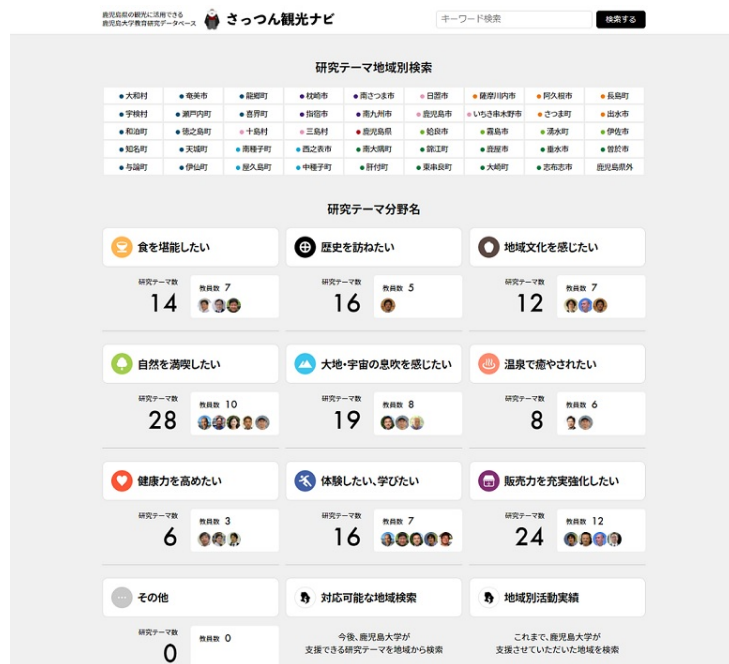 鹿児島県の観光に活用できる
鹿児島大学教育研究データベース
さっつん観光ナビ
キーワード検索
検索する
研究テーマ地域別検索
大和村 奄美市 龍郷町 枕崎市 南さつま市 日置市 薩摩川内市 阿久根市 長島町
宇検村 瀬戸内町 喜界町 指宿市 南九州市 鹿児島市 いちき串木野市 さつま町 出水市
和泊町 徳之島町 十島村 三島村 鹿児島県 姶良市 霧島市 湧水町 伊佐市
知名町 天城町 南種子町 西之表市 南大隅町 錦江町 鹿屋市 垂水市 曽於市
与論町 伊仙町 屋久島町 中種子町 肝付町 東串良町 大崎町 志布志市 鹿児島県外
研究テーマ分野名
食を堪能したい
歴史を訪ねたい
地域文化を感じたい
研究テーマ数 14 教員数 7
研究テーマ数 16 教員数 5
研究テーマ数 12 教員数 7
自然を満喫したい
大地・宇宙の息吹を感じたい
温泉で癒やされたい
研究テーマ数 28 教員数 10
研究テーマ数 19 教員数 8
研究テーマ数 8 教員数 6
健康力を高めたい
体験したい、学びたい
販売力を充実強化したい
研究テーマ数 6 教員数 3
研究テーマ数 16 教員数 7
研究テーマ数 24 教員数 12
その他
対応可能な地域検索
地域別活動実績
研究テーマ数 0 教員数 0
今後、鹿児島大学が
支援できる研究テーマを地域から検索
これまで、鹿児島大学が
支援させていただいた地域を検索